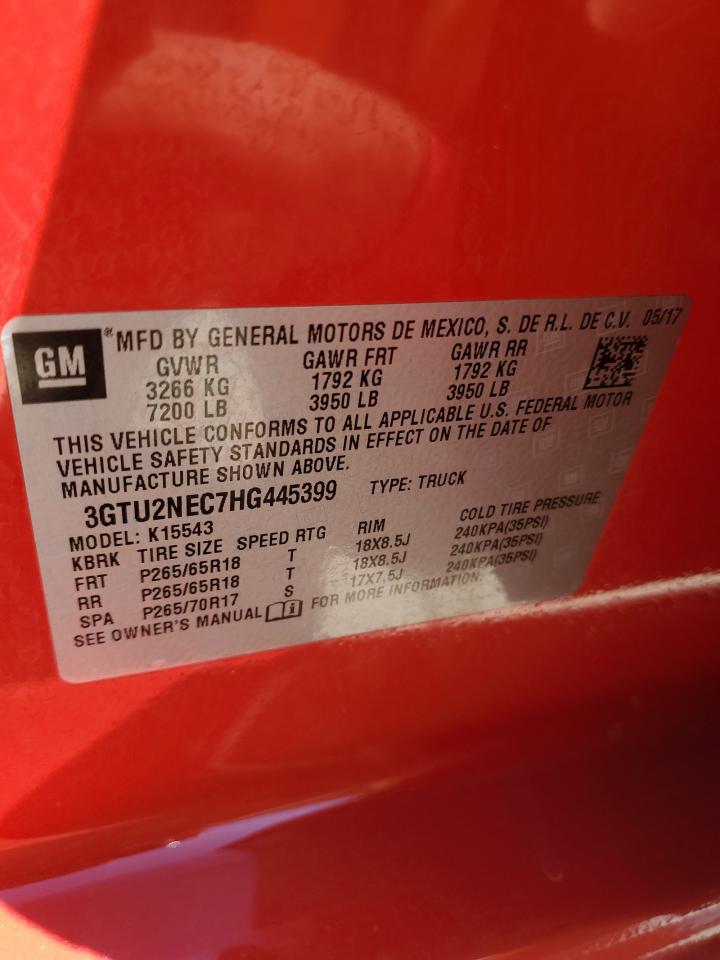 GM
®MFD BY GENERAL MOTORS DE MEXICO, S. DE R.L. DE C.V. 05/17
GVWR GAWR FRT GAWR RR
3266 KG 1792 KG 1792 KG
7200 LB 3950 LB 3950 LB
THIS VEHICLE CONFORMS TO ALL APPLICABLE U.S. FEDERAL MOTOR
VEHICLE SAFETY STANDARDS IN EFFECT ON THE DATE OF
MANUFACTURE SHOWN ABOVE.
3GTU2NEC7HG445399 TYPE: TRUCK
MODEL: K15543
KBRK TIRE SIZE SPEED RTG RIM COLD TIRE PRESSURE
FRT P265/65R18 T 18X8.5J 240KPA(35PSI)
RR P265/65R18 T 18X8.5J 240KPA(35PSI)
SPA P265/70R17 S 17X7.5J 240KPA(35PSI)
SEE OWNER'S MANUAL i FOR MORE INFORMATION.